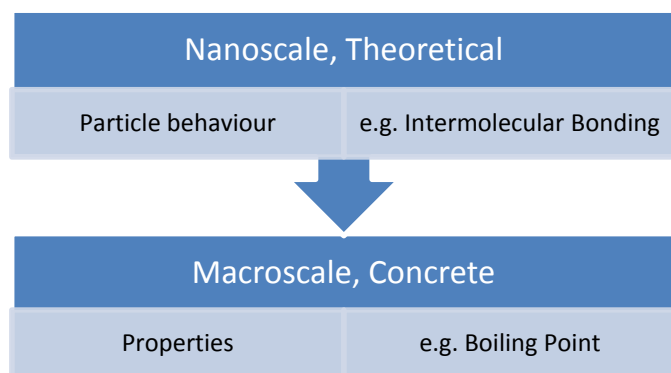 Nanoscale, Theoretical
Particle behaviour
e.g. Intermolecular Bonding
Macroscale, Concrete
Properties
e.g. Boiling Point